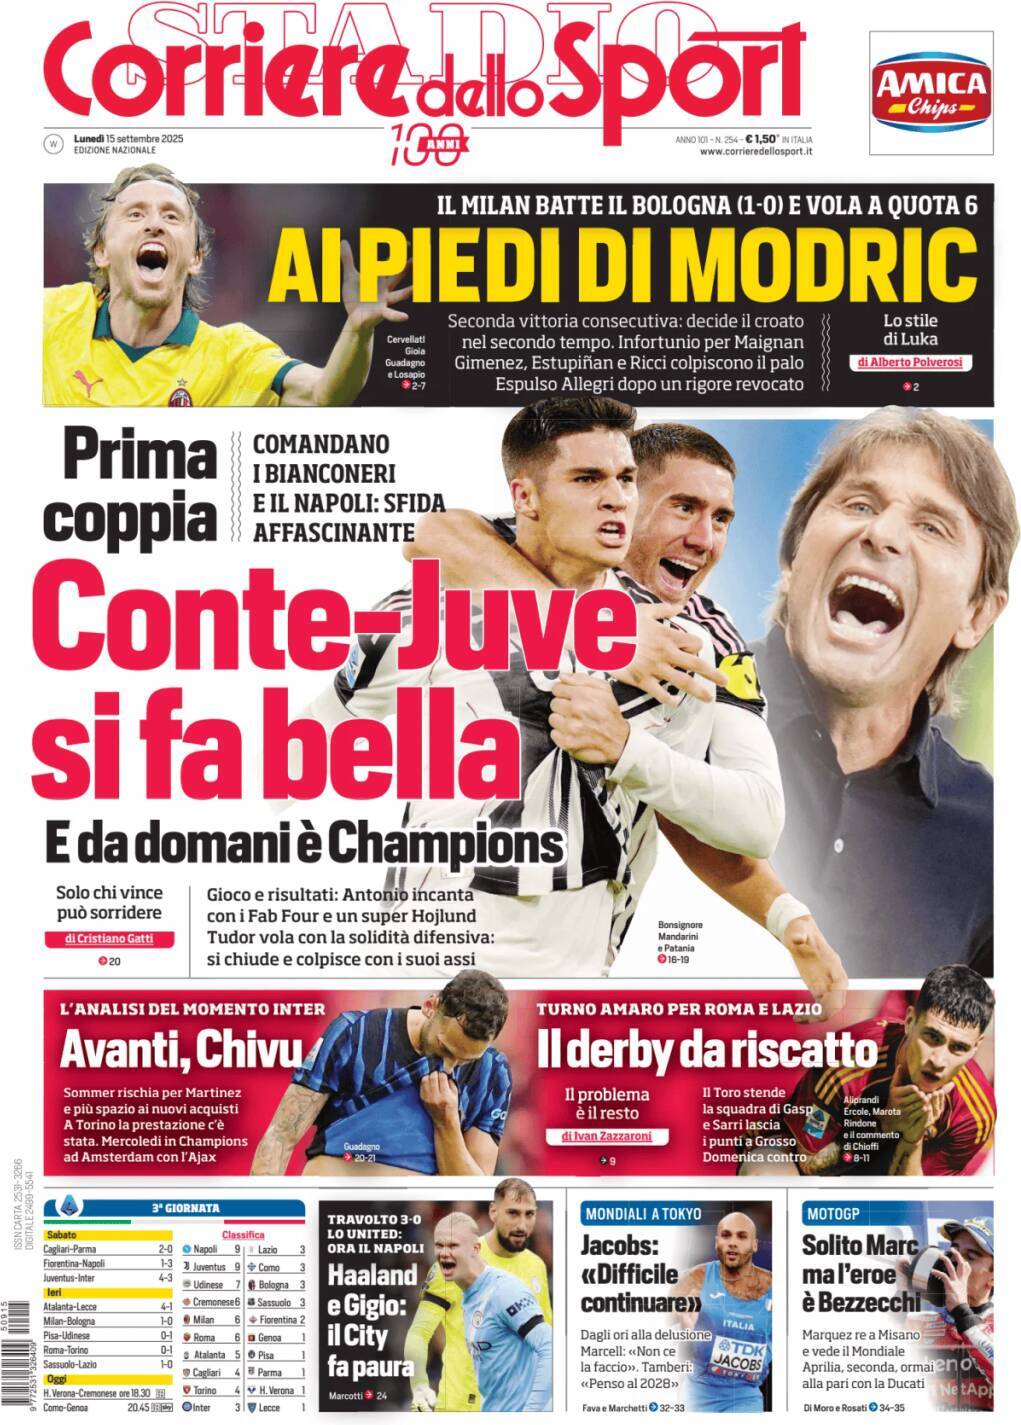 STADIO
Corriere dello Sport
100 ANNI
W
Lunedì 15 settembre 2025
EDIZIONE NAZIONALE
ANNO 101 - N. 254 - € 1,50* IN ITALIA
www.corrieredellosport.it
AMICA
Chips
IL MILAN BATTE IL BOLOGNA (1-0) E VOLA A QUOTA 6
AI PIEDI DI MODRIC
Cervellati
Gioia
Guadagno
e Losapio
2-7
Seconda vittoria consecutiva: decide il croato
nel secondo tempo. Infortunio per Maignan
Gimenez, Estupiñan e Ricci colpiscono il palo
Espulso Allegri dopo un rigore revocato
Lo stile
di Luka
di Alberto Polverosi
2
Prima
coppia
COMANDANO
I BIANCONERI
E IL NAPOLI: SFIDA
AFFASCINANTE
Conte-Juve
si fa bella
E da domani è Champions
Solo chi vince
può sorridere
di Cristiano Gatti
20
Gioco e risultati: Antonio incanta
con i Fab Four e un super Hojlund
Tudor vola con la solidità difensiva:
si chiude e colpisce con i suoi assi
Bonsignore
Mandarini
e Patania
16-19
L'ANALISI DEL MOMENTO INTER
Avanti, Chivu
Sommer rischia per Martinez
e più spazio ai nuovi acquisti
A Torino la prestazione c'è
stata. Mercoledì in Champions
ad Amsterdam con l'Ajax
Guadagno
20-21
TURNO AMARO PER ROMA E LAZIO
Il derby da riscatto
Il problema
è il resto
di Ivan Zazzaroni
9
Il Toro stende
la squadra di Gasp
e Sarri lascia
i punti a Grosso
Domenica contro
Aliprandi
Ercole, Marota
Rindone
e il commento
di Chioffi
8-11
ISSN CARTA 2531-3266
DIGITALE 2499-5541
50915
9 772531 326409
3ª GIORNATA
Sabato
Cagliari-Parma 2-0
Fiorentina-Napoli 1-3
Juventus-Inter 4-3
Ieri
Atalanta-Lecce 4-1
Milan-Bologna 1-0
Pisa-Udinese 0-1
Roma-Torino 0-1
Sassuolo-Lazio 1-0
Oggi
H. Verona-Cremonese ore 18.30
Como-Genoa 20.45
Classifica
Napoli 9 Lazio 3
Juventus 9 Como 3
Udinese 7 Bologna 3
Cremonese 6 Sassuolo 3
Milan 6 Fiorentina 2
Roma 6 Genoa 1
Atalanta 5 Pisa 1
Cagliari 4 Parma 1
Torino 4 H. Verona 1
Inter 3 Lecce 1
TRAVOLTO 3-0
LO UNITED:
ORA IL NAPOLI
Haaland
e Gigio:
il City
fa paura
Marcotti 24
MONDIALI A TOKYO
Jacobs:
«Difficile
continuare»
Dagli ori alla delusione
Marcell: «Non ce
la faccio». Tamberi:
«Penso al 2028»
Fava e Marchetti 32-33
ITALIA
TDK
JACOBS
MOTOGP
Solito Marc
ma l'eroe
è Bezzecchi
Marquez re a Misano
e vede il Mondiale
Aprilia, seconda, ormai
alla pari con la Ducati
Di Moro e Rosati 34-35